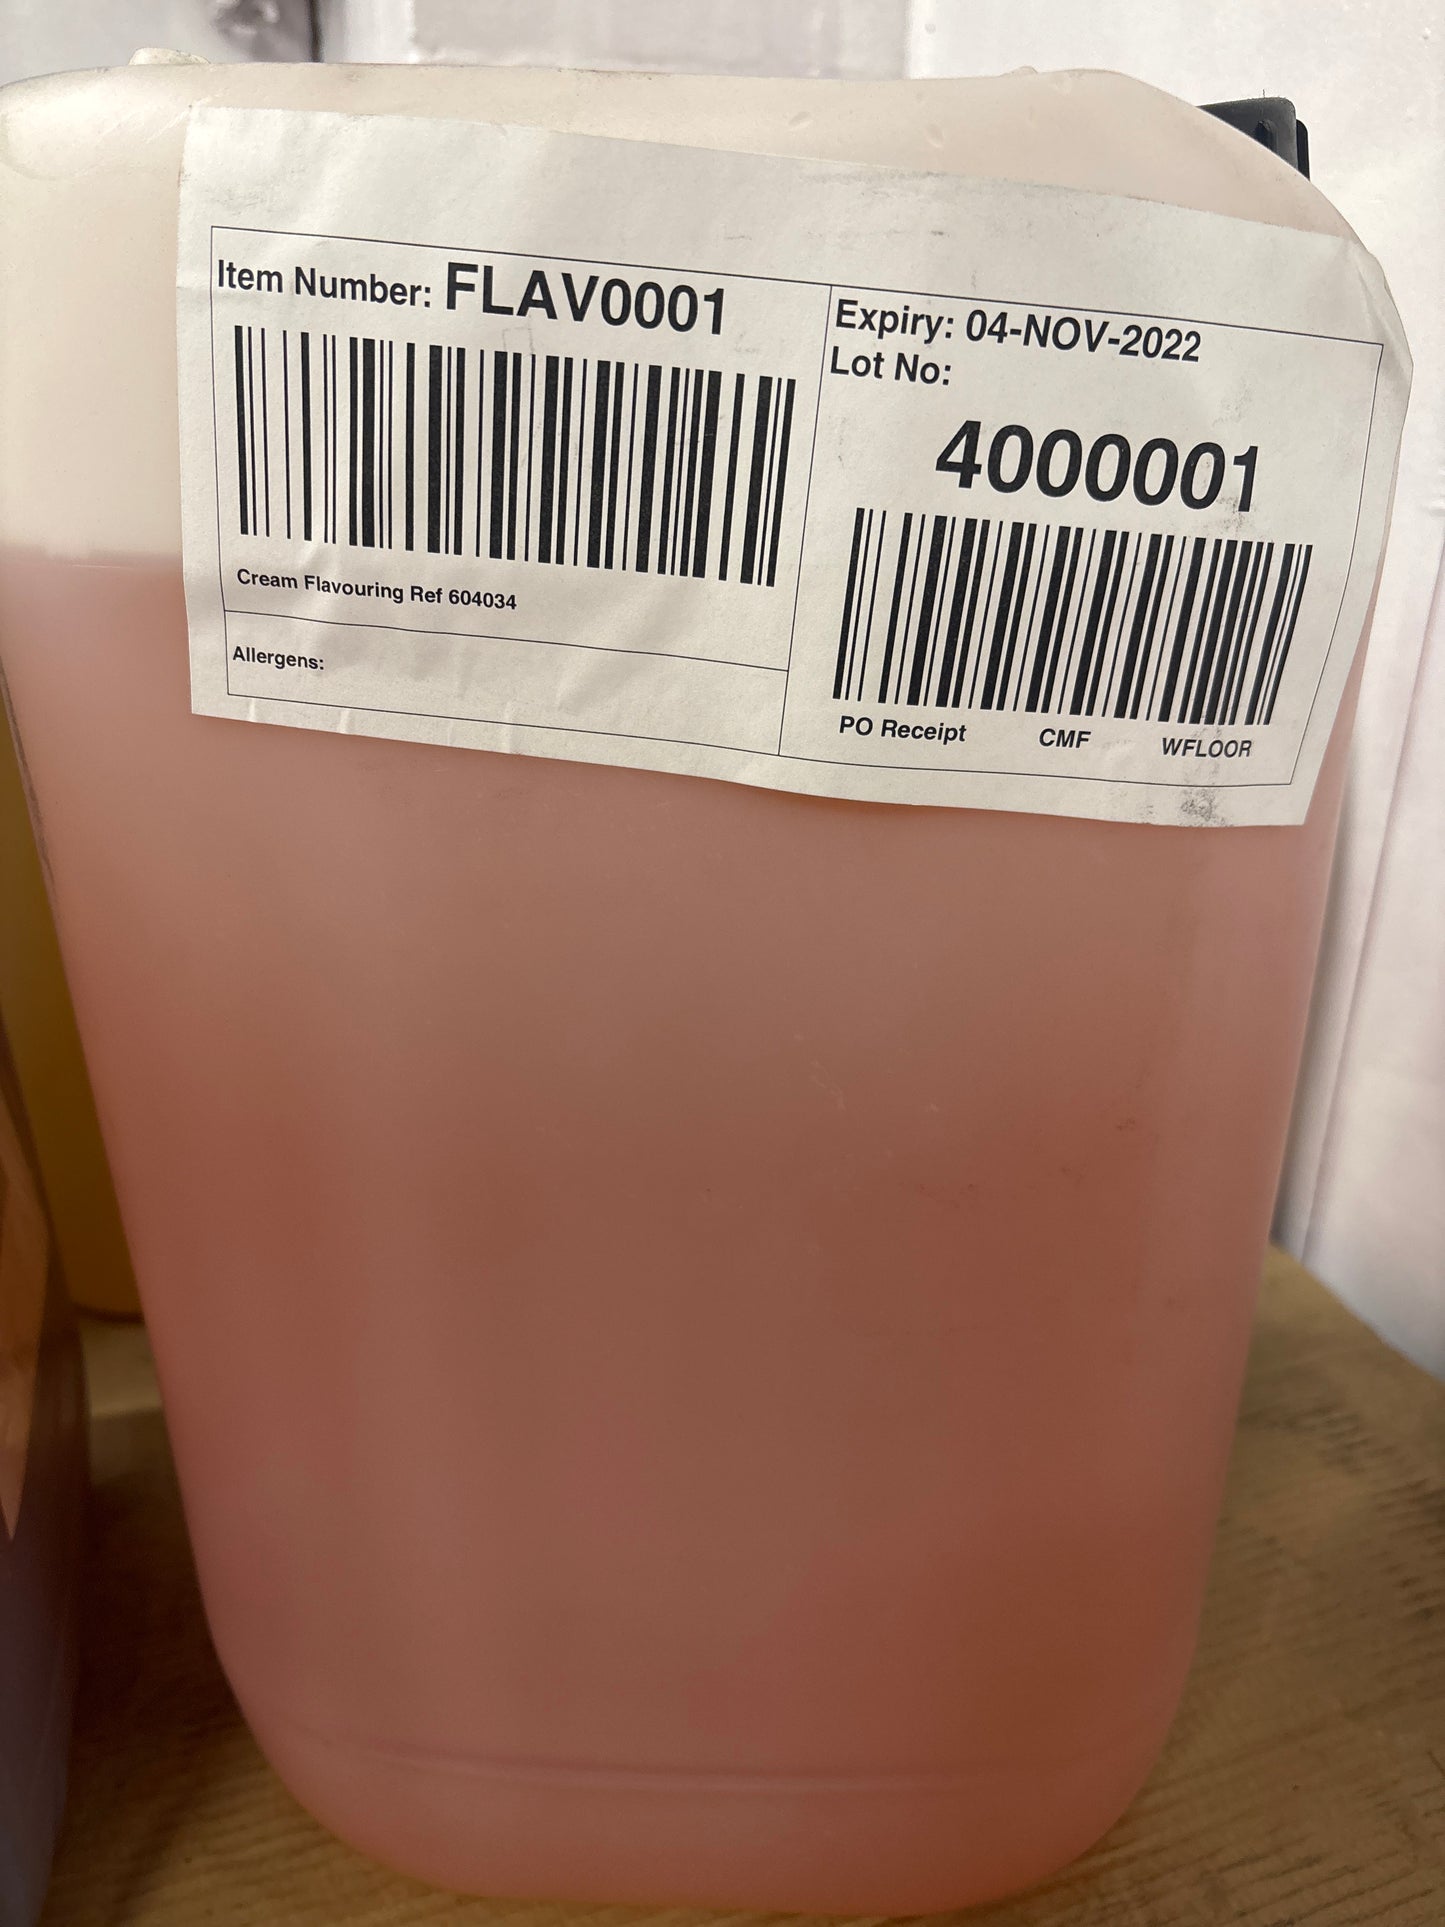 Item Number: FLAV0001
Cream Flavouring Ref 604034
Allergens:
Expiry: 04-NOV-2022
Lot No:
4000001
PO Receipt CMF WFLOOR